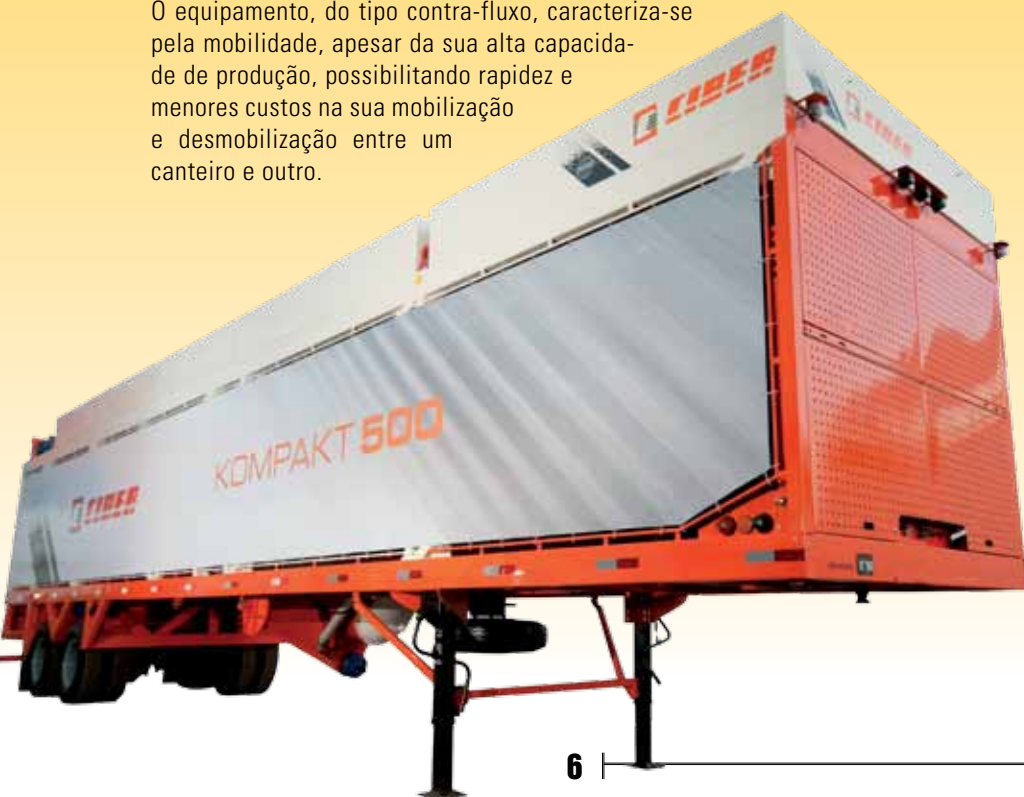 O equipamento, do tipo contra-fluxo, caracteriza-se
pela mobilidade, apesar da sua alta capacida-
de de produção, possibilitando rapidez e
menores custos na sua mobilização
e desmobilização entre um
canteiro e outro.
CIBER
CIBER
KOMPAKT 500
CIBER
6